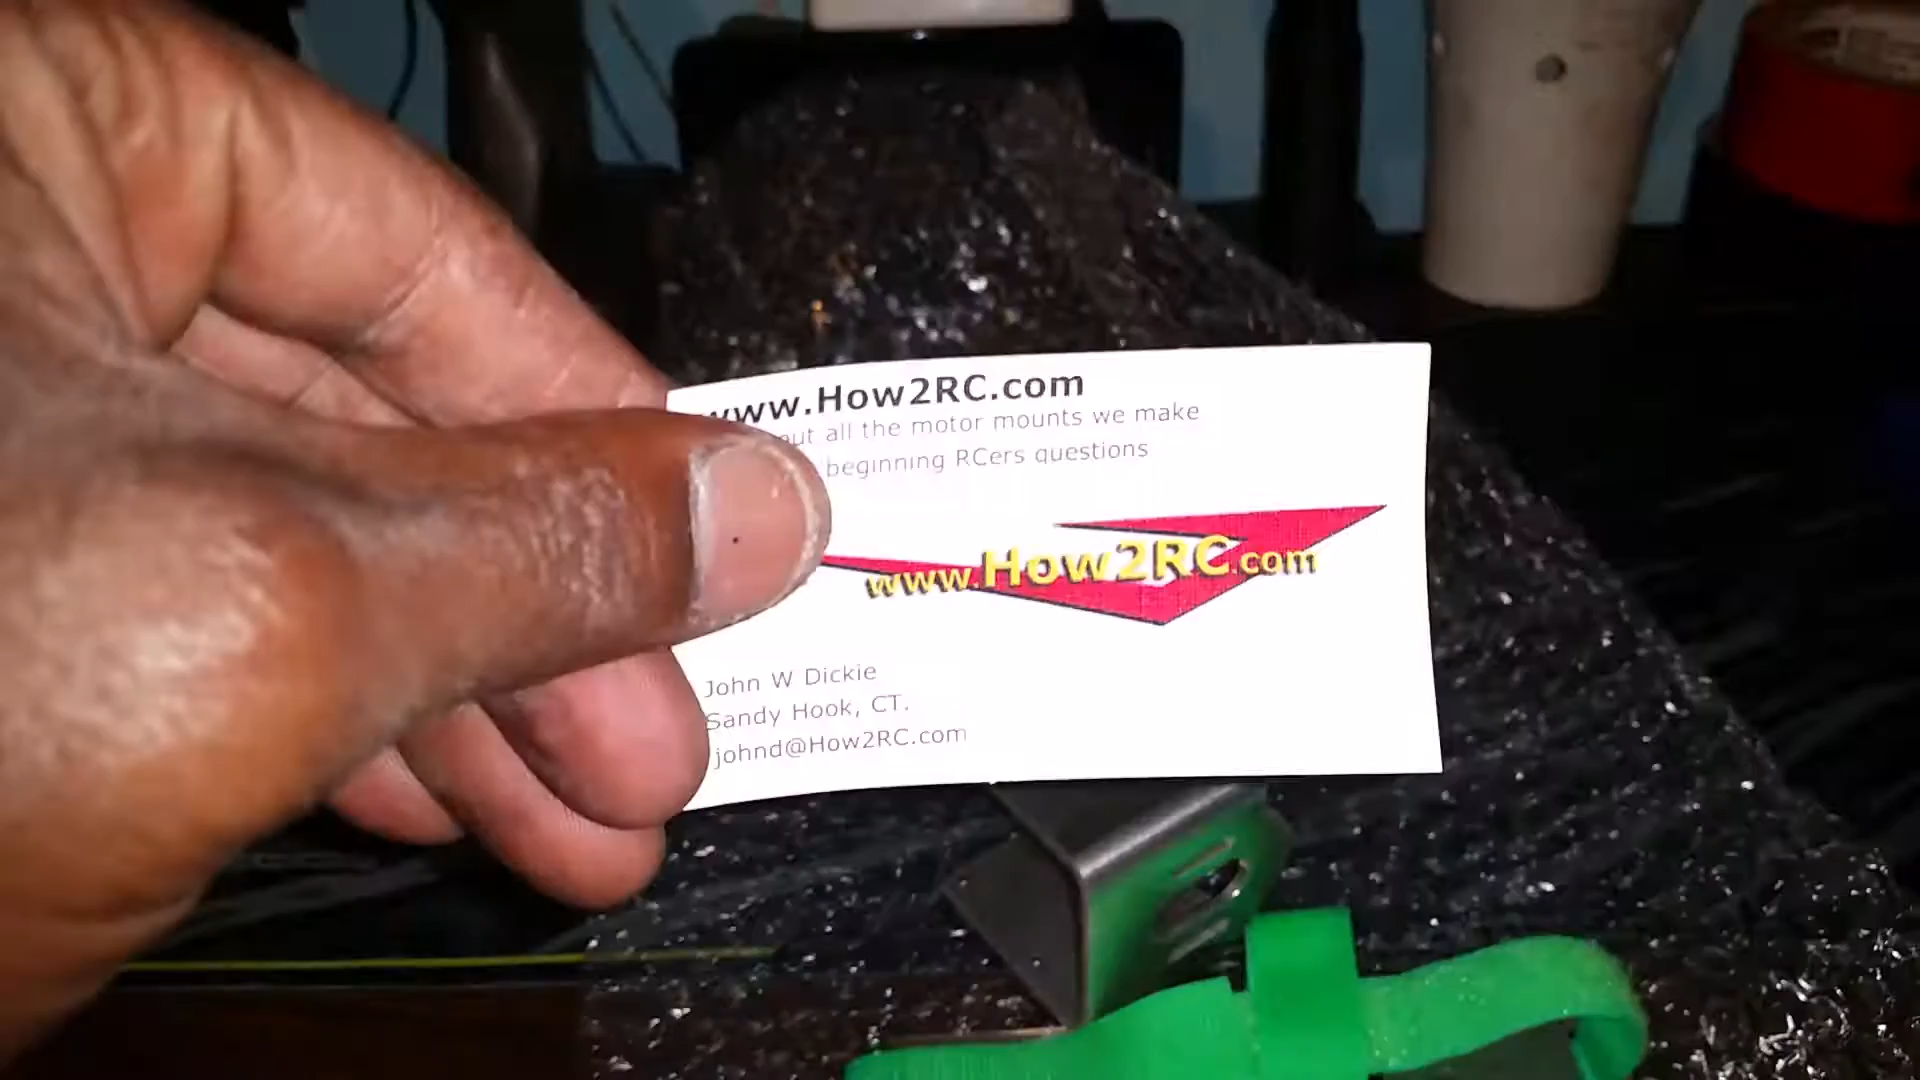 www.How2RC.com
all the motor mounts we make
beginning RCers questions
www.How2RC.com
John W Dickie
Sandy Hook, CT.
johnd@How2RC.com